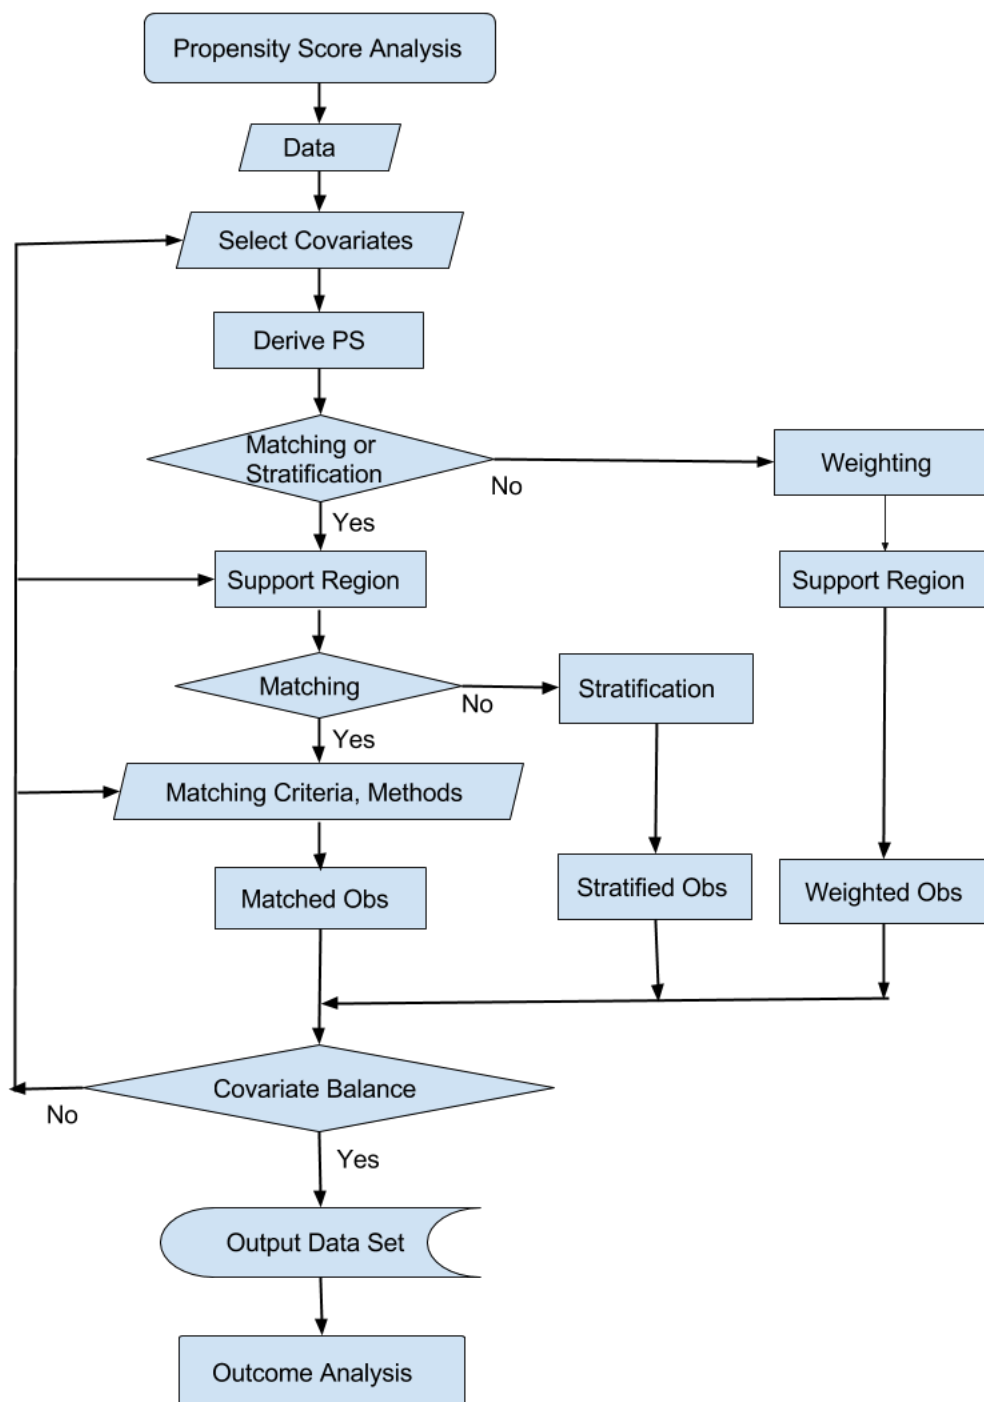 Propensity Score Analysis
Data
Select Covariates
Derive PS
Matching or
Stratification
No
Weighting
Yes
Support Region
Support Region
Matching
No
Stratification
Yes
Matching Criteria, Methods
Matched Obs
Stratified Obs
Weighted Obs
Covariate Balance
No
Yes
Output Data Set
Outcome Analysis